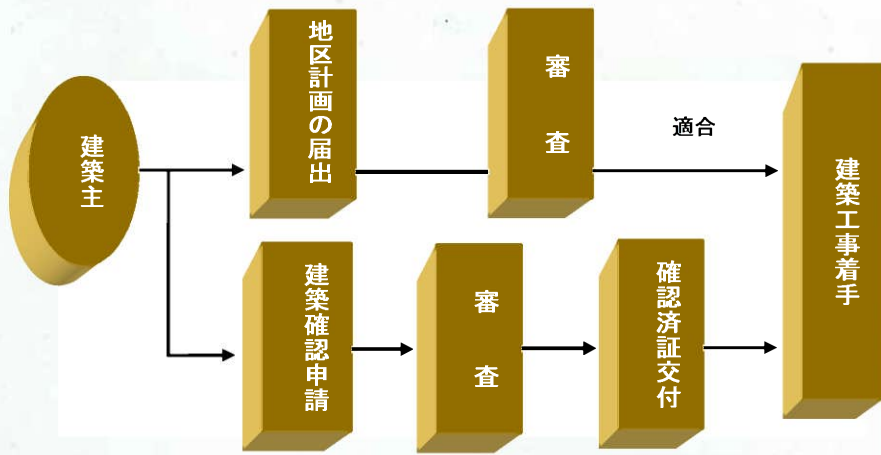 建築主
地区計画の届出
審査
適合
建築確認申請
審査
確認済証交付
建築工事着手